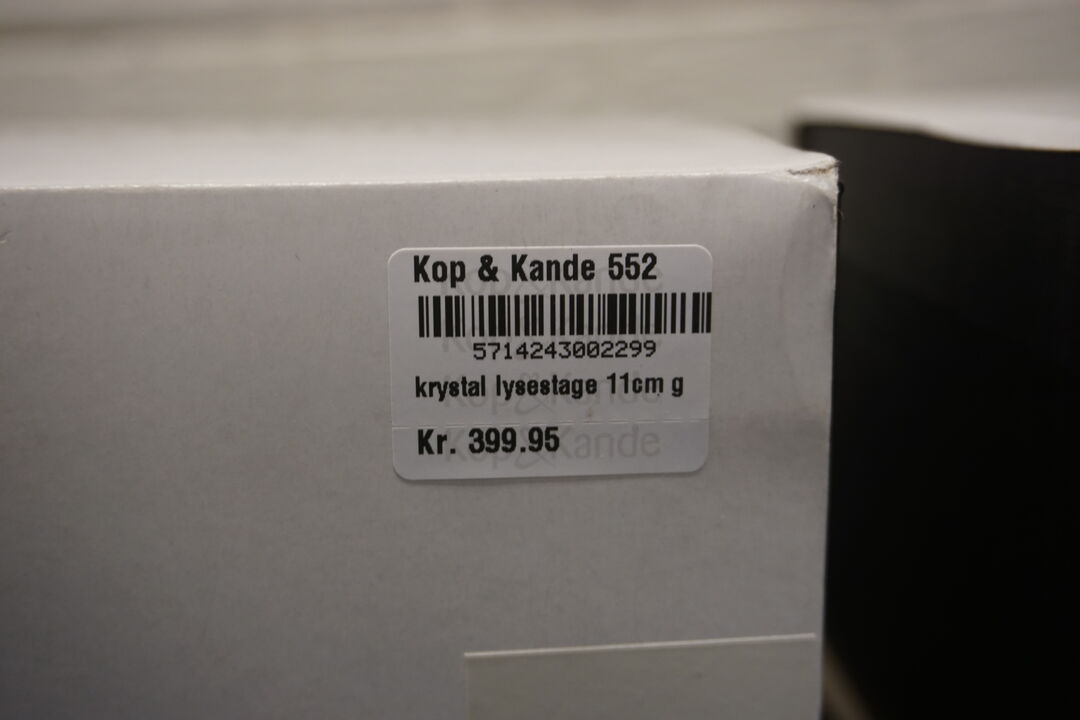 Kop & Kande 552
5714243002299
krystal lysestage 11cm g
Kr. 399.95